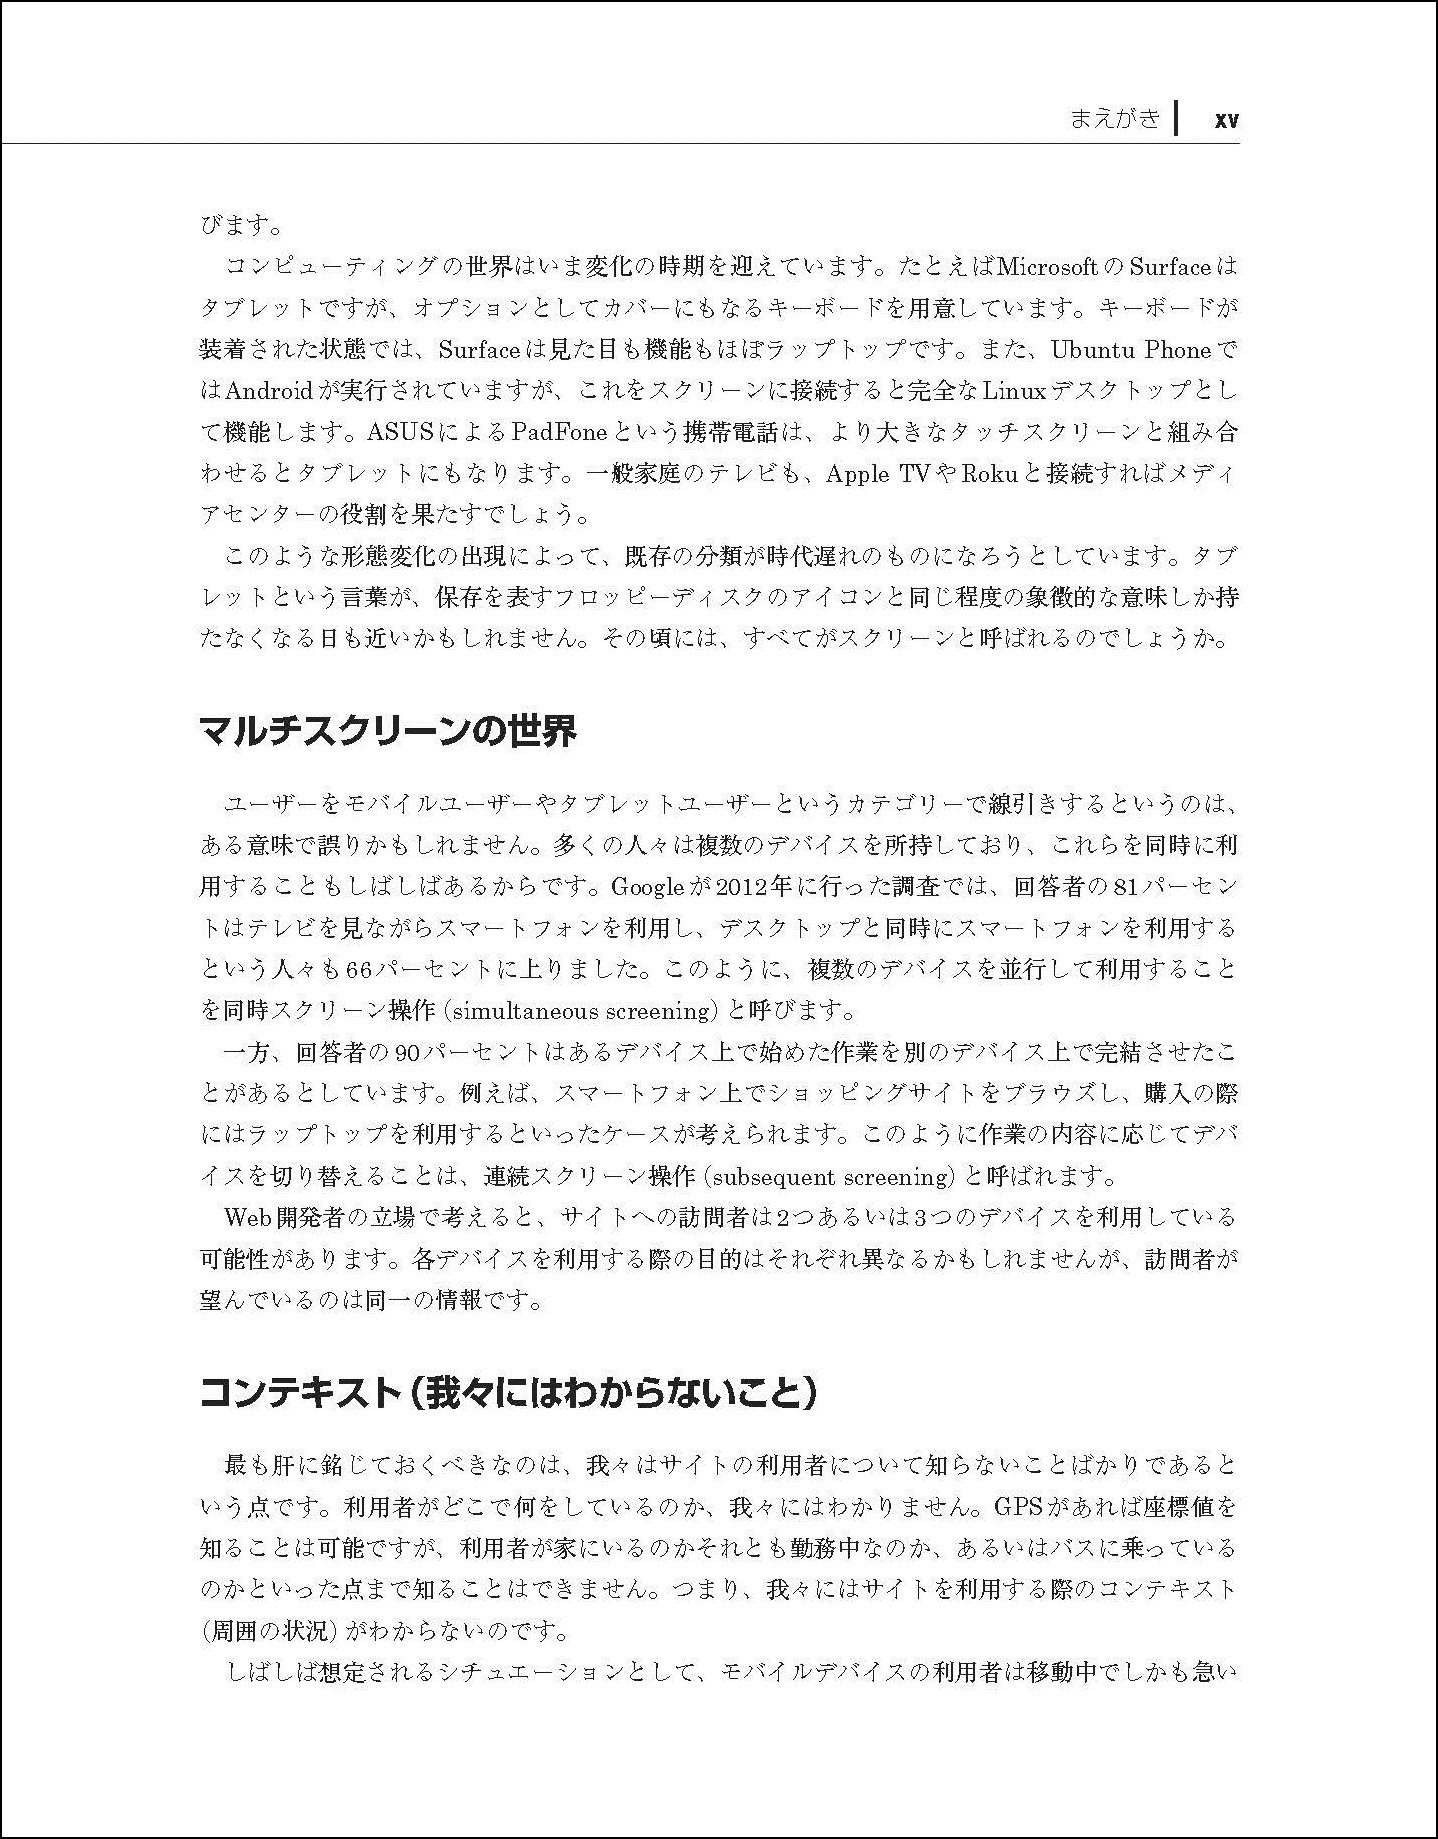 まえがき xv
びます。
コンピューティングの世界はいま変化の時期を迎えています。たとえばMicrosoftのSurfaceは
タブレットですが、オプションとしてカバーにもなるキーボードを用意しています。キーボードが
装着された状態では、Surfaceは見た目も機能もほぼラップトップです。また、Ubuntu Phoneで
はAndroidが実行されていますが、これをスクリーンに接続すると完全なLinuxデスクトップとし
て機能します。ASUSによるPadFoneという携帯電話は、より大きなタッチスクリーンと組み合
わせるとタブレットにもなります。一般家庭のテレビも、Apple TVやRokuと接続すればメディ
アセンターの役割を果たすでしょう。
このような形態変化の出現によって、既存の分類が時代遅れのものになろうとしています。タブ
レットという言葉が、保存を表すフロッピーディスクのアイコンと同じ程度の象徴的な意味しか持
たなくなる日も近いかもしれません。その頃には、すべてがスクリーンと呼ばれるのでしょうか。
マルチスクリーンの世界
ユーザーをモバイルユーザーやタブレットユーザーというカテゴリーで線引きするというのは、
ある意味で誤りかもしれません。多くの人々は複数のデバイスを所持しており、これらを同時に利
用することもしばしばあるからです。Googleが2012年に行った調査では、回答者の81パーセン
トはテレビを見ながらスマートフォンを利用し、デスクトップと同時にスマートフォンを利用する
という人々も66パーセントに上りました。このように、複数のデバイスを並行して利用すること
を同時スクリーン操作（simultaneous screening）と呼びます。
一方、回答者の90パーセントはあるデバイス上で始めた作業を別のデバイス上で完結させたこ
とがあるとしています。例えば、スマートフォン上でショッピングサイトをブラウズし、購入の際
にはラップトップを利用するといったケースが考えられます。このように作業の内容に応じてデバ
イスを切り替えることは、連続スクリーン操作（subsequent screening）と呼ばれます。
Web開発者の立場で考えると、サイトへの訪問者は2つあるいは3つのデバイスを利用している
可能性があります。各デバイスを利用する際の目的はそれぞれ異なるかもしれませんが、訪問者が
望んでいるのは同一の情報です。
コンテキスト（我々にはわからないこと）
最も肝に銘じておくべきなのは、我々はサイトの利用者について知らないことばかりであると
いう点です。利用者がどこで何をしているのか、我々にはわかりません。GPSがあれば座標値を
知ることは可能ですが、利用者が家にいるのかそれとも勤務中なのか、あるいはバスに乗っている
のかといった点まで知ることはできません。つまり、我々にはサイトを利用する際のコンテキスト
（周囲の状況）がわからないのです。
しばしば想定されるシチュエーションとして、モバイルデバイスの利用者は移動中でしかも急い